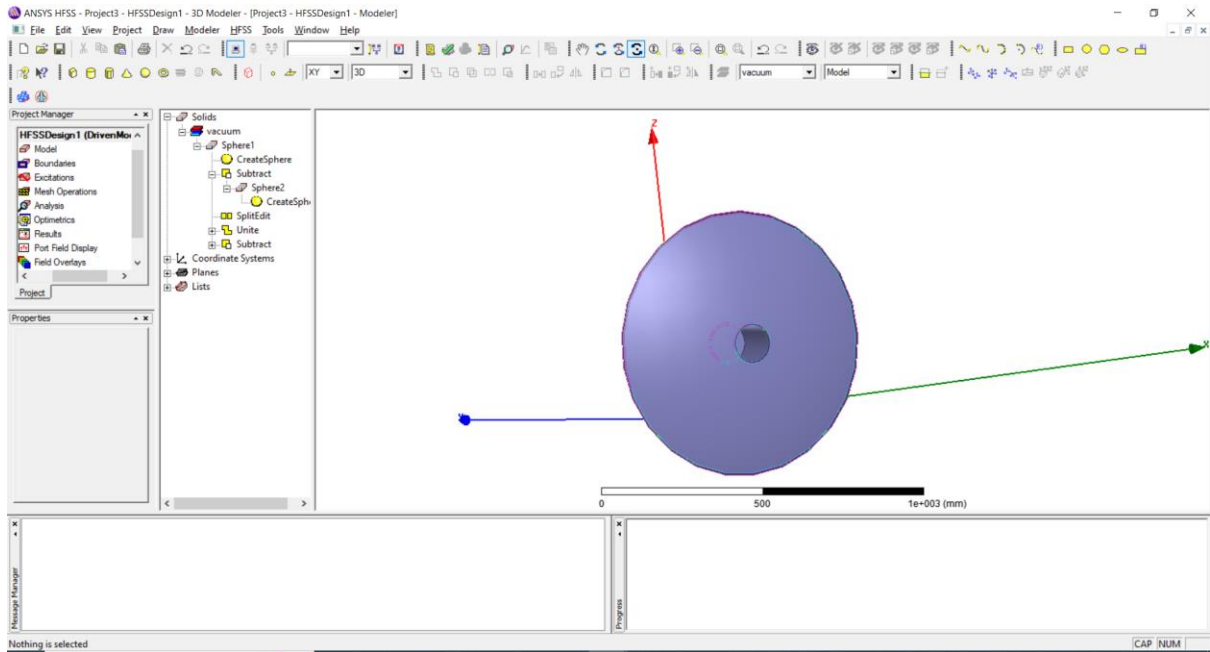 ANSYS HFSS - Project3 - HFSSDesign1 - 3D Modeler - [Project3 - HFSSDesign1 - Modeler]
File Edit View Project Draw Modeler HFSS Tools Window Help
XY 3D vacuum Model
Project Manager
HFSSDesign1 (DrivenMo
Model
Boundaries
Excitations
Mesh Operations
Analysis
Optimetrics
Results
Port Field Display
Field Overlays
Project
Properties
Solids
vacuum
Sphere1
CreateSphere
Subtract
Sphere2
CreateSph
SplitEdit
Unite
Subtract
Coordinate Systems
Planes
Lists
Z
X
0 500 1e+003 (mm)
Message Manager
Progress
Nothing is selected
CAP NUM